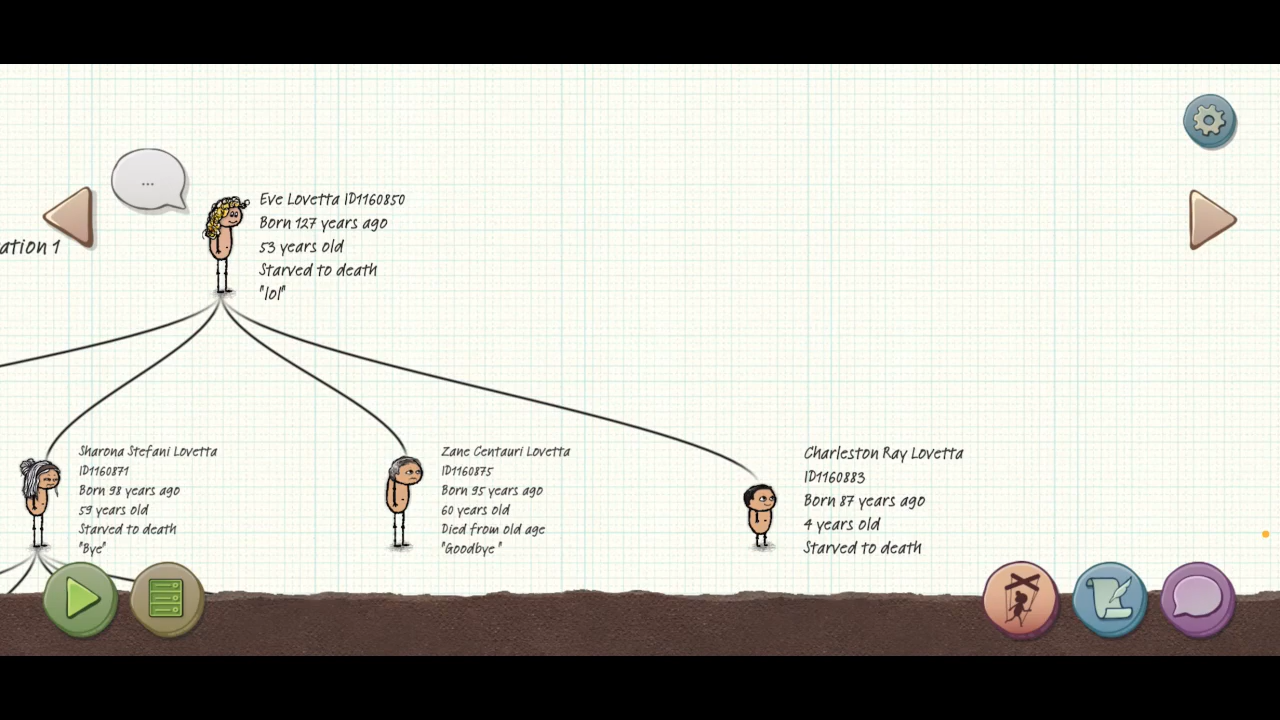 ...
ation 1
Eve Lovetta ID1160850
Born 127 years ago
53 years old
Starved to death
"lol"
Sharona Stefani Lovetta
ID1160871
Born 98 years ago
59 years old
Starved to death
"Bye"
Zane Centauri Lovetta
ID1160875
Born 95 years ago
60 years old
Died from old age
"Goodbye "
Charleston Ray Lovetta
ID1160883
Born 87 years ago
4 years old
Starved to death